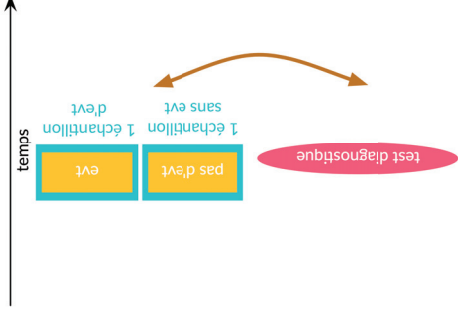 test diagnostique
pas d'evt
1 échantillon
sans evt
evt
1 échantillon
d'evt
temps